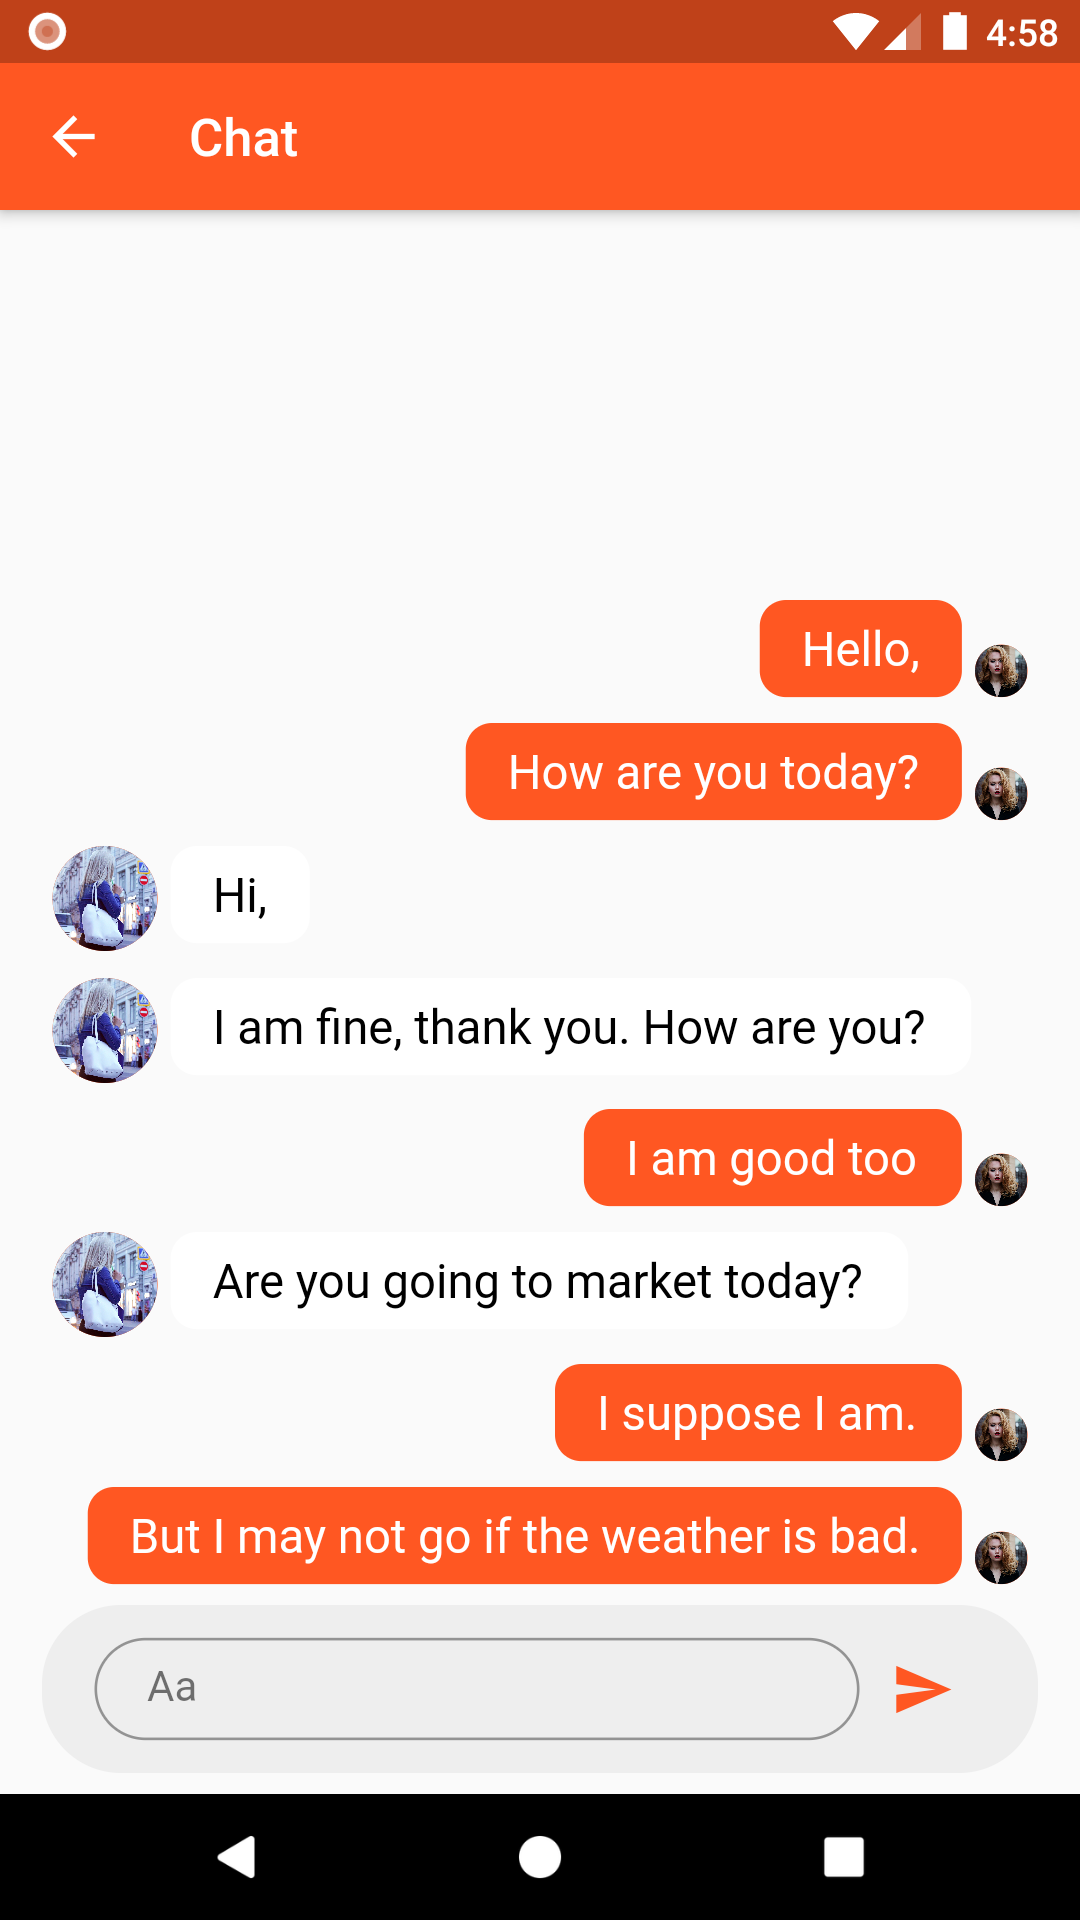 4:58
Chat
Hello,
How are you today?
Hi,
I am fine, thank you. How are you?
I am good too
Are you going to market today?
I suppose I am.
But I may not go if the weather is bad.
Aa